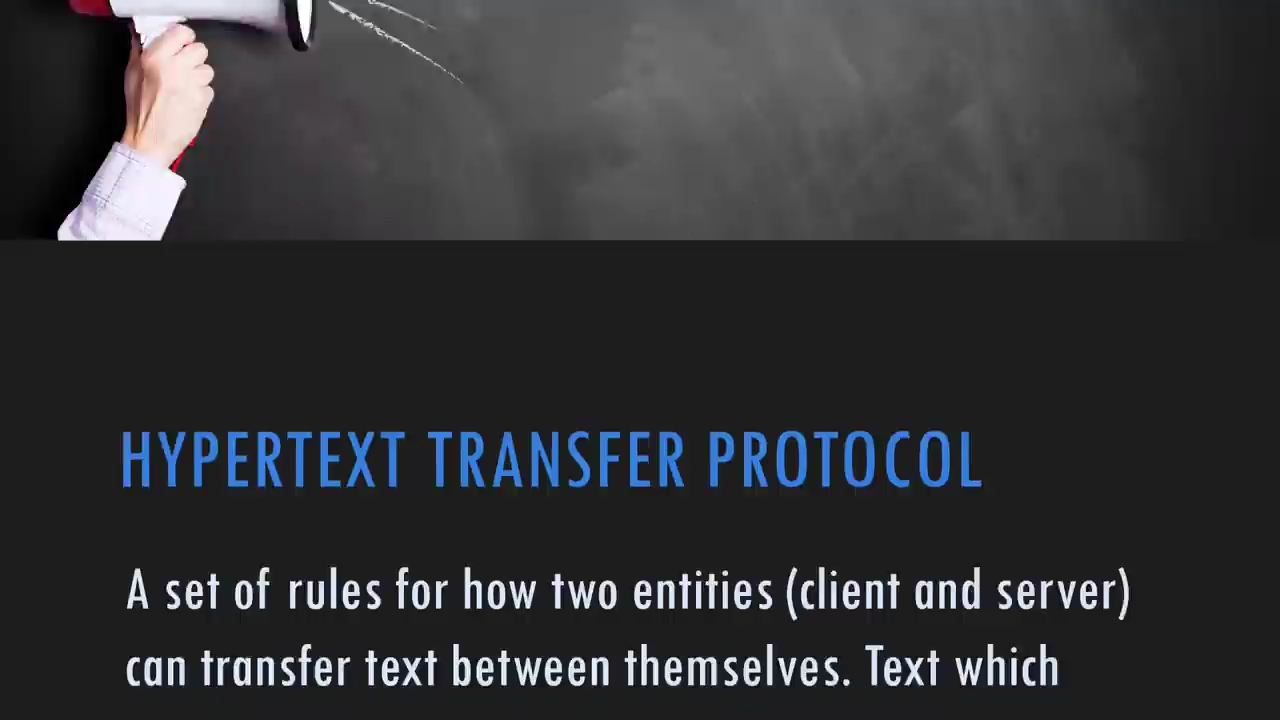 HYPERTEXT TRANSFER PROTOCOL
A set of rules for how two entities (client and server)
can transfer text between themselves. Text which